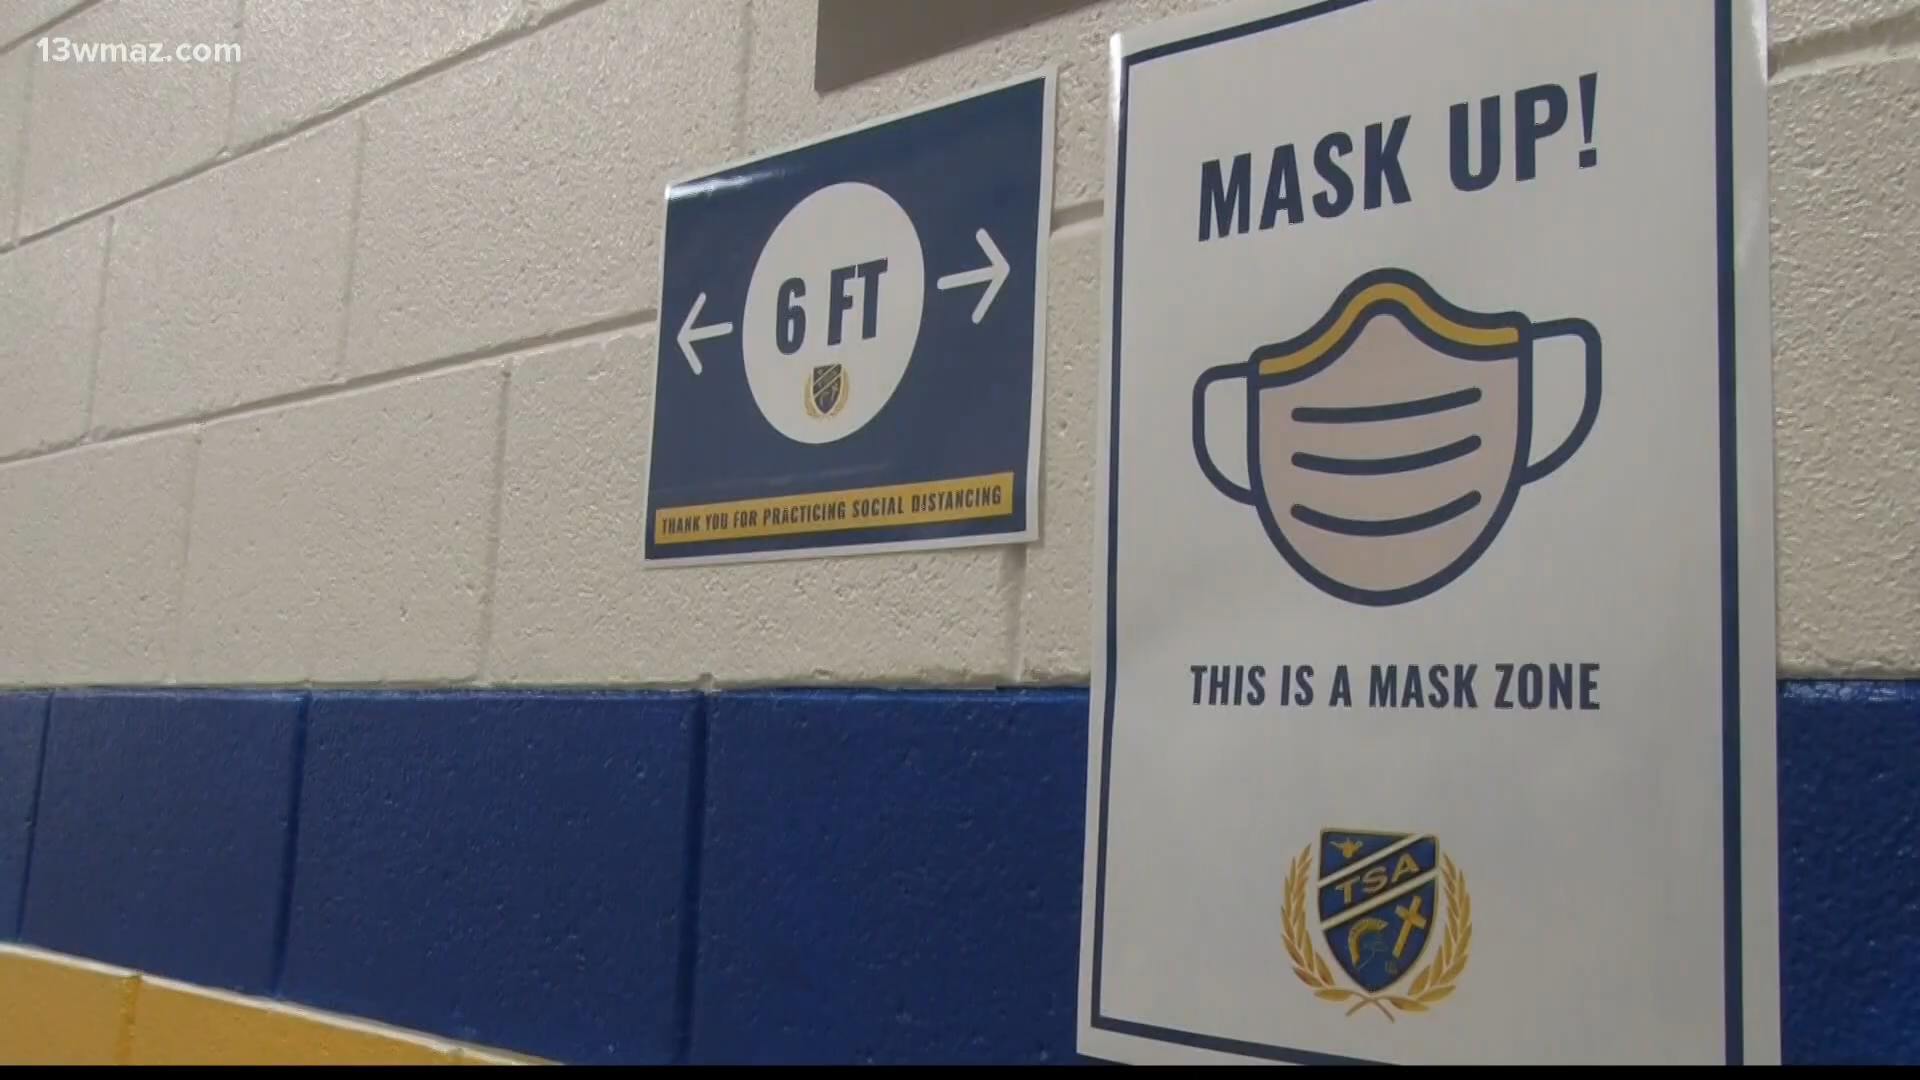 13wmaz.com
6 FT
THANK YOU FOR PRACTICING SOCIAL DISTANCING
MASK UP!
THIS IS A MASK ZONE
TSA